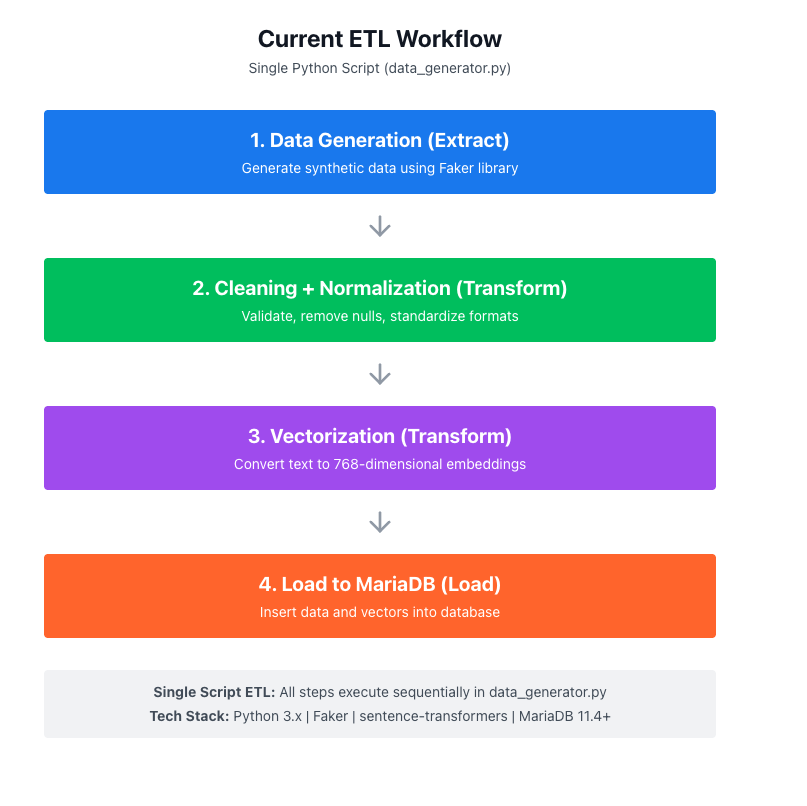 Current ETL Workflow
Single Python Script (data_generator.py)
1. Data Generation (Extract)
Generate synthetic data using Faker library
2. Cleaning + Normalization (Transform)
Validate, remove nulls, standardize formats
3. Vectorization (Transform)
Convert text to 768-dimensional embeddings
4. Load to MariaDB (Load)
Insert data and vectors into database
Single Script ETL: All steps execute sequentially in data_generator.py
Tech Stack: Python 3.x | Faker | sentence-transformers | MariaDB 11.4+